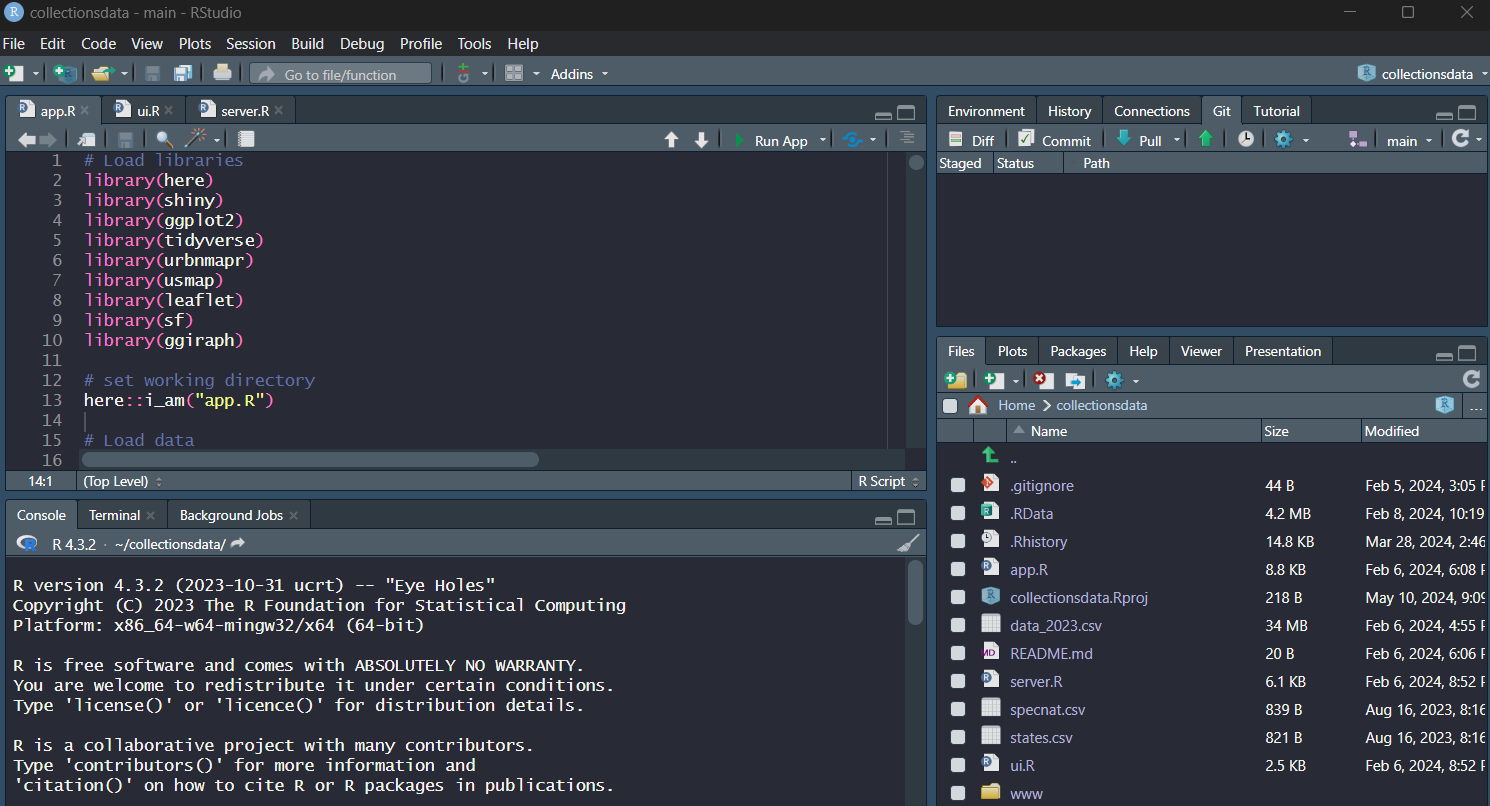 collectionsdata - main - RStudio
File Edit Code View Plots Session Build Debug Profile Tools Help
Go to file/function Addins collectionsdata
app.R ui.R server.R
Run App
1 # Load libraries
2 library(here)
3 library(shiny)
4 library(ggplot2)
5 library(tidyverse)
6 library(urbnmapr)
7 library(usmap)
8 library(leaflet)
9 library(sf)
10 library(ggiraph)
11
12 # set working directory
13 here::i_am("app.R")
14
15 # Load data
16
14:1 (Top Level) R Script
Console Terminal Background Jobs
R 4.3.2 · ~/collectionsdata/
R version 4.3.2 (2023-10-31 ucrt) -- "Eye Holes"
Copyright (C) 2023 The R Foundation for Statistical Computing
Platform: x86_64-w64-mingw32/x64 (64-bit)
R is free software and comes with ABSOLUTELY NO WARRANTY.
You are welcome to redistribute it under certain conditions.
Type 'license()' or 'licence()' for distribution details.
R is a collaborative project with many contributors.
Type 'contributors()' for more information and
'citation()' on how to cite R or R packages in publications.
Environment History Connections Git Tutorial
Diff Commit Pull main
Staged Status Path
Files Plots Packages Help Viewer Presentation
Home collectionsdata ...
Name Size Modified
..
.gitignore 44 B Feb 5, 2024, 3:05
.RData 4.2 MB Feb 8, 2024, 10:19
.Rhistory 14.8 KB Mar 28, 2024, 2:46
app.R 8.8 KB Feb 6, 2024, 6:08
collectionsdata.Rproj 218 B May 10, 2024, 9:09
data_2023.csv 34 MB Feb 6, 2024, 4:55
README.md 20 B Feb 6, 2024, 6:06
server.R 6.1 KB Feb 6, 2024, 8:52
specnat.csv 839 B Aug 16, 2023, 8:16
states.csv 821 B Aug 16, 2023, 8:16
ui.R 2.5 KB Feb 6, 2024, 8:52
www